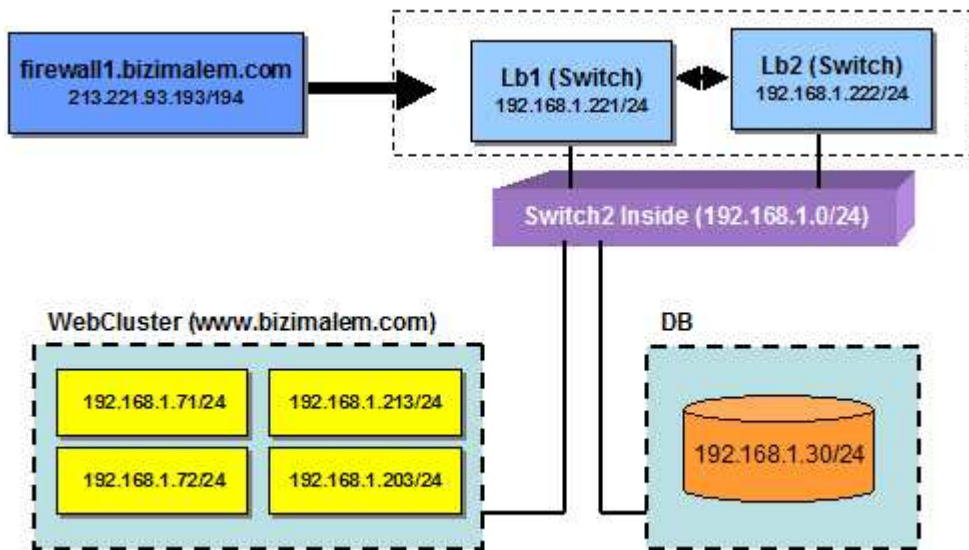 firewall1.bizimalem.com
213.221.93.193/194
Lb1 (Switch)
192.168.1.221/24
Lb2 (Switch)
192.168.1.222/24
Switch2 Inside (192.168.1.0/24)
WebCluster (www.bizimalem.com)
192.168.1.71/24
192.168.1.213/24
192.168.1.72/24
192.168.1.203/24
DB
192.168.1.30/24